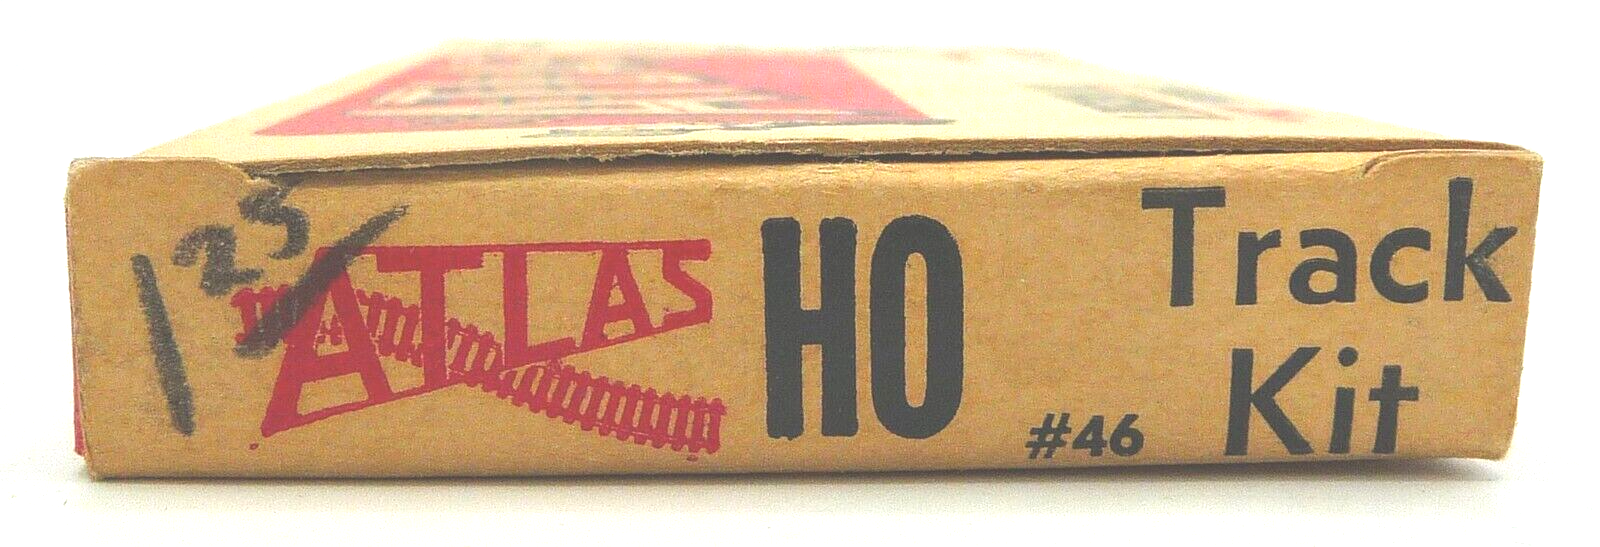 1 25
ATLAS
HO
#46
Track
Kit